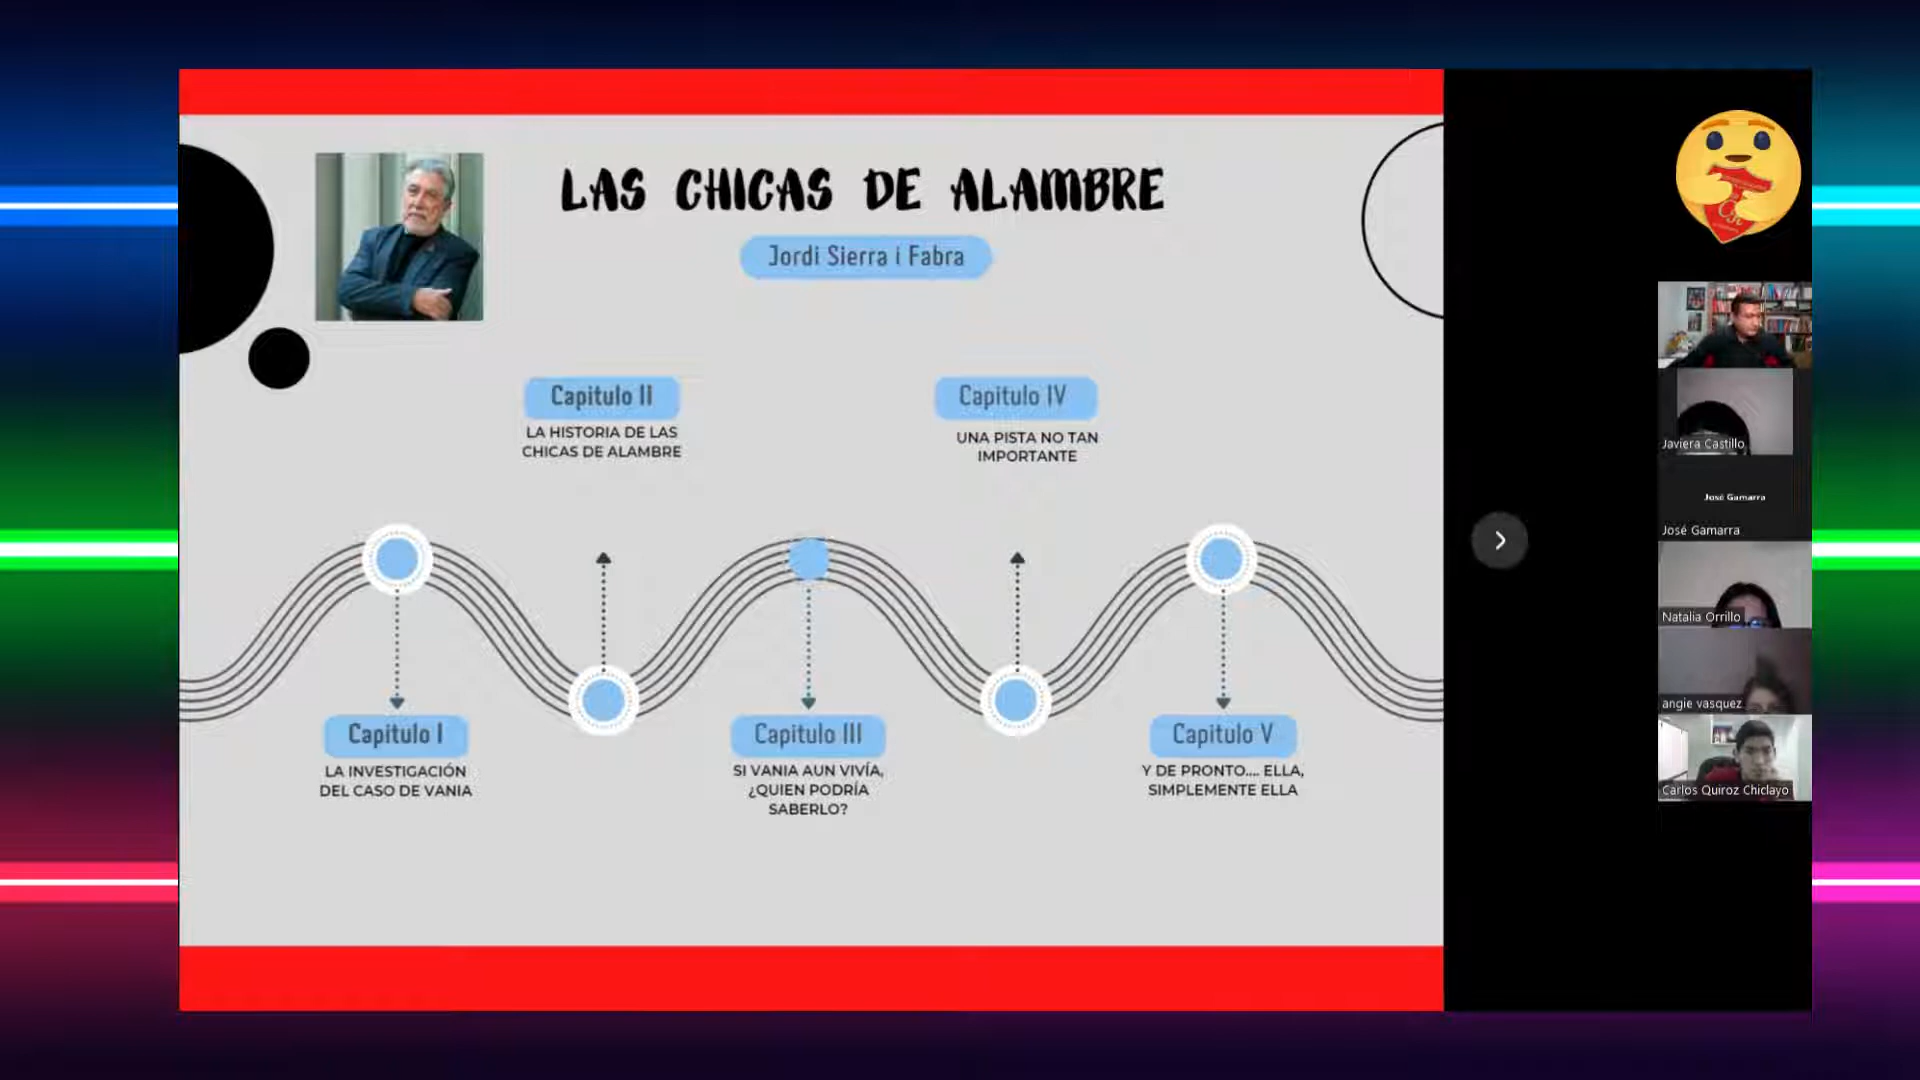 LAS CHICAS DE ALAMBRE
Jordi Sierra i Fabra
Capitulo II
LA HISTORIA DE LAS
CHICAS DE ALAMBRE
Capitulo IV
UNA PISTA NO TAN
IMPORTANTE
Capitulo I
LA INVESTIGACIÓN
DEL CASO DE VANIA
Capitulo III
SI VANIA AUN VIVÍA,
¿QUIEN PODRÍA
SABERLO?
Capitulo V
Y DE PRONTO.... ELLA,
SIMPLEMENTE ELLA
Javiera Castillo
José Gamarra
José Gamarra
Natalia Orrillo
angie vasquez
Carlos Quiroz Chiclayo